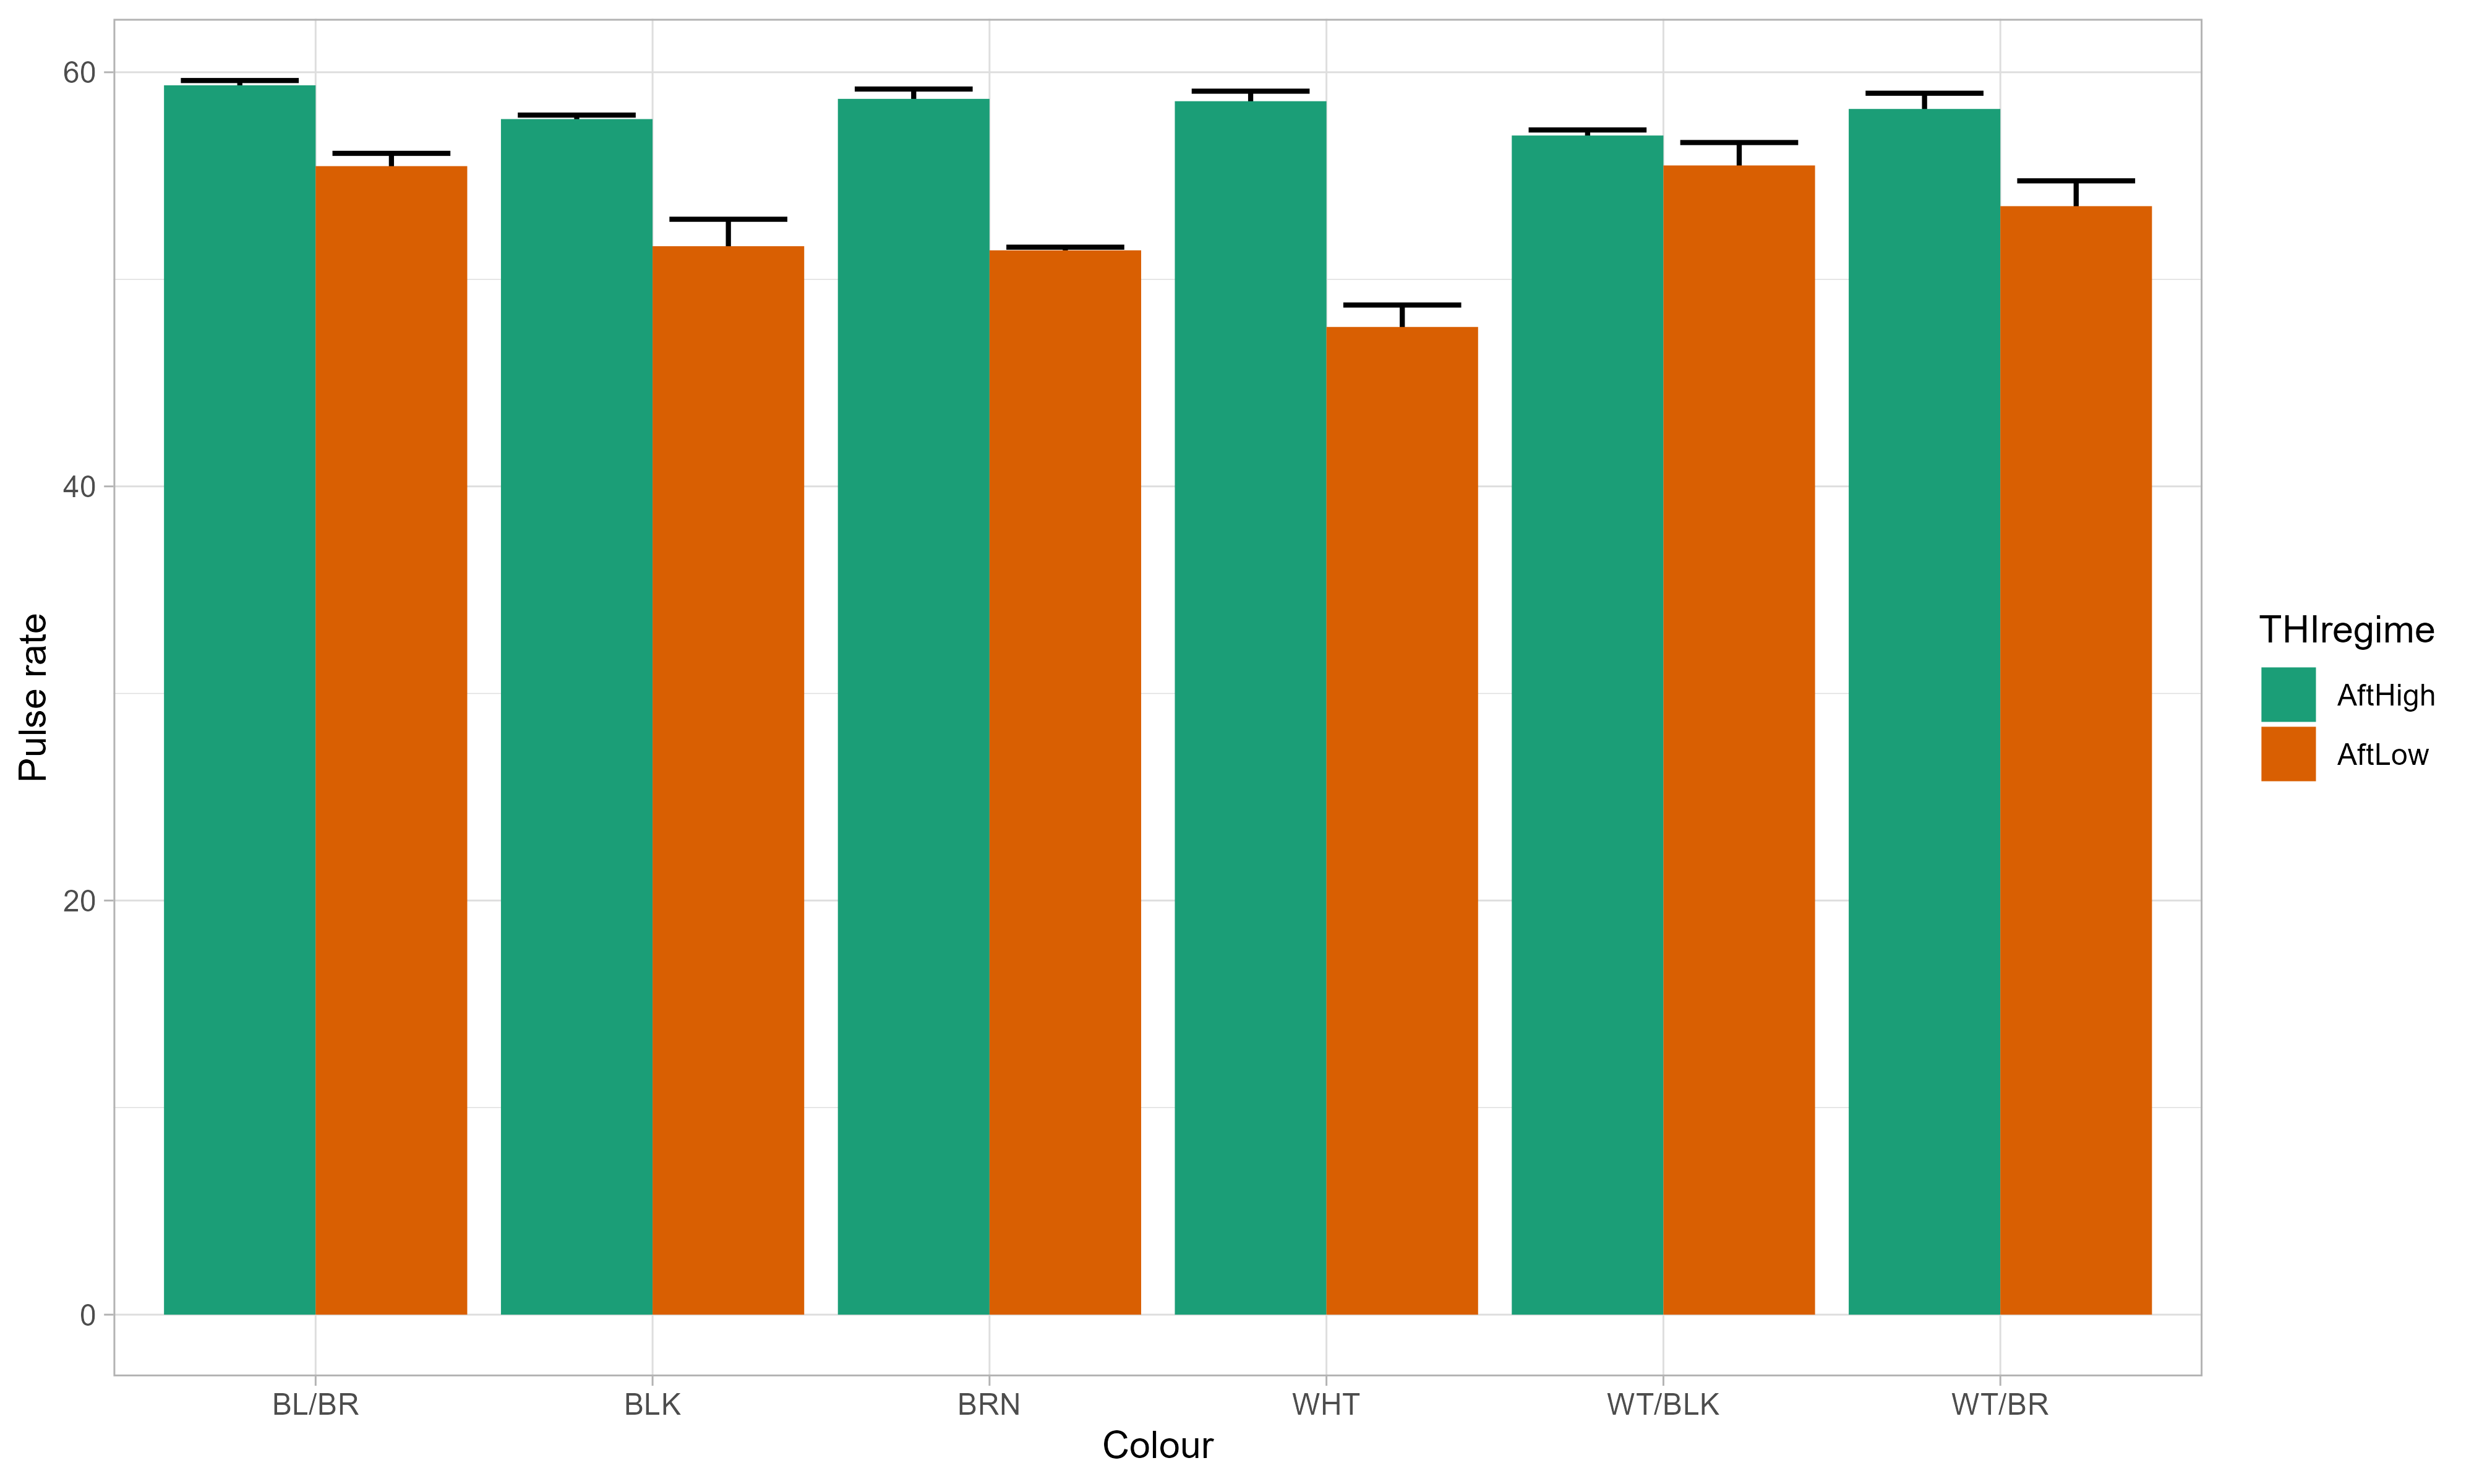 60
40
20
0
Pulse rate
BL/BR BLK BRN WHT WT/BLK WT/BR
Colour
THIregime
AftHigh
AftLow